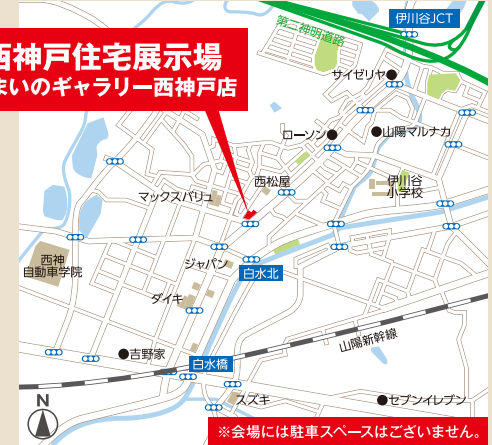 伊川谷JCT
第二神明道路
西神戸住宅展示場
まいのギャラリー西神戸店
サイゼリヤ
ローソン
山陽マルナカ
西松屋
伊川谷
小学校
マックスバリュ
西神
自動車学院
ジャパン
白水北
ダイキ
山陽新幹線
吉野家
白水橋
N
スズキ
セブンイレブン
※会場には駐車スペースはございません。